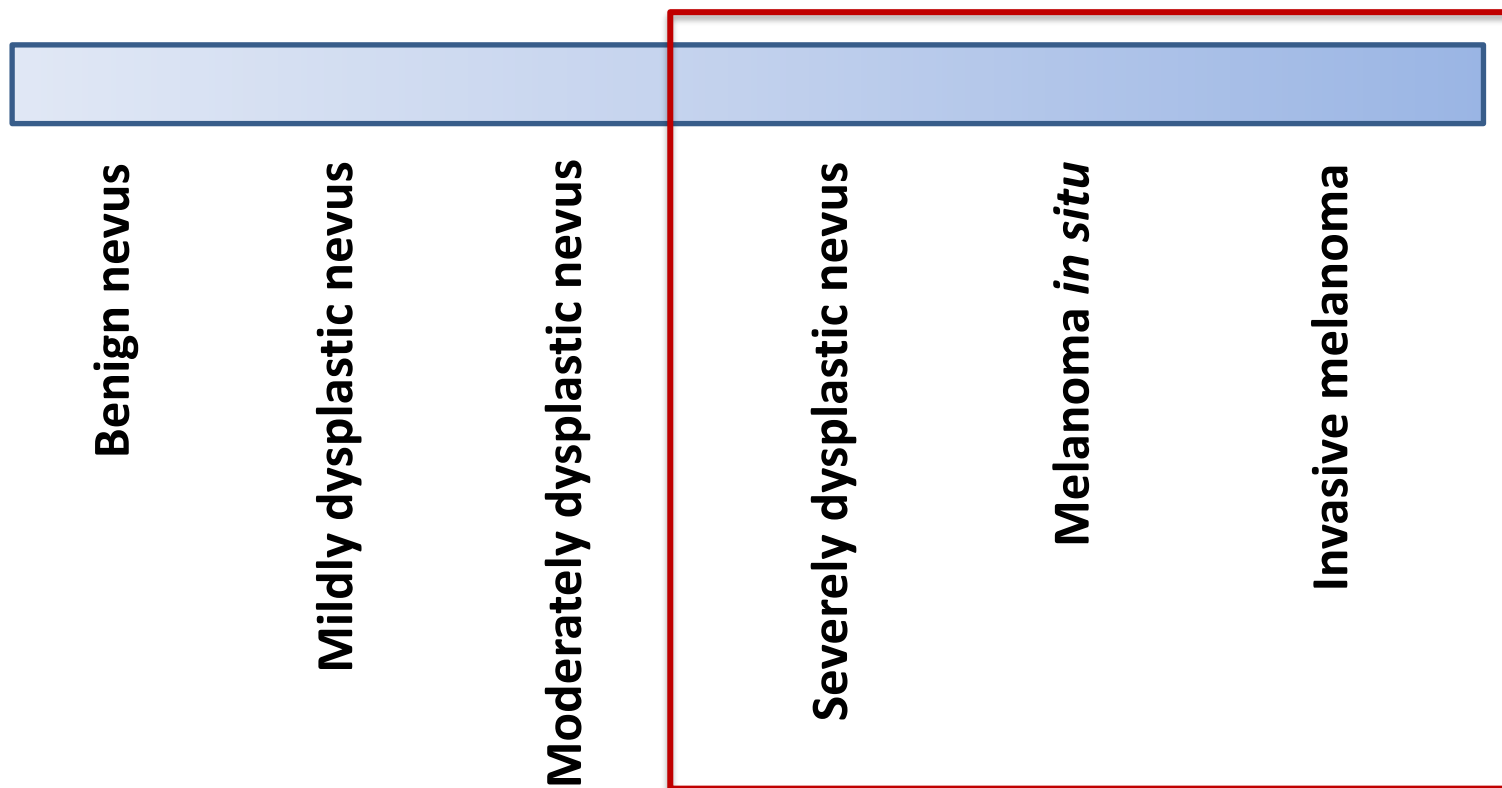 Benign nevus
Mildly dysplastic nevus
Moderately dysplastic nevus
Severely dysplastic nevus
Melanoma in situ
Invasive melanoma